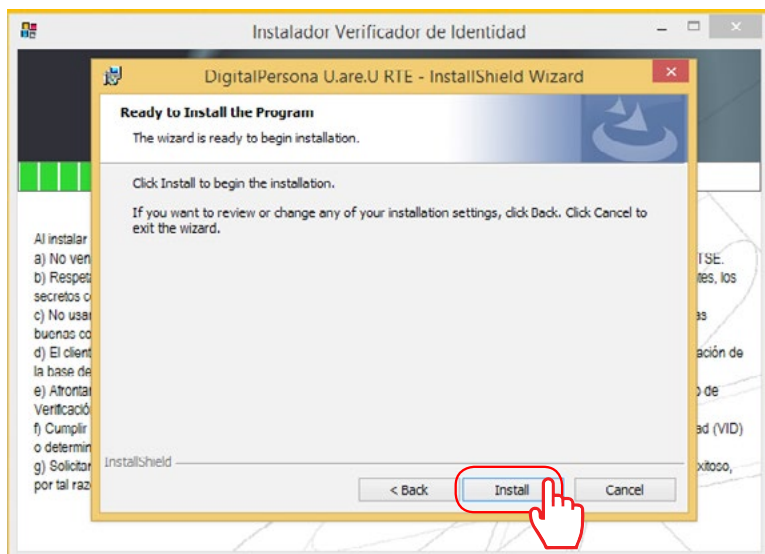 Instalador Verificador de Identidad
DigitalPersona U.are.U RTE - InstallShield Wizard
Ready to Install the Program
The wizard is ready to begin installation.
Click Install to begin the installation.
If you want to review or change any of your installation settings, click Back. Click Cancel to
exit the wizard.
InstallShield
< Back
Install
Cancel
Al instalar
a) No ven
TSE.
b) Respeta
tes, los
secretos c
c) No usar
as
buenas co
d) El client
ación de
la base de
e) Afrontar
o de
Verificació
f) Cumplir
ad (VID)
o determin
g) Solicitar
xitoso,
por tal raz